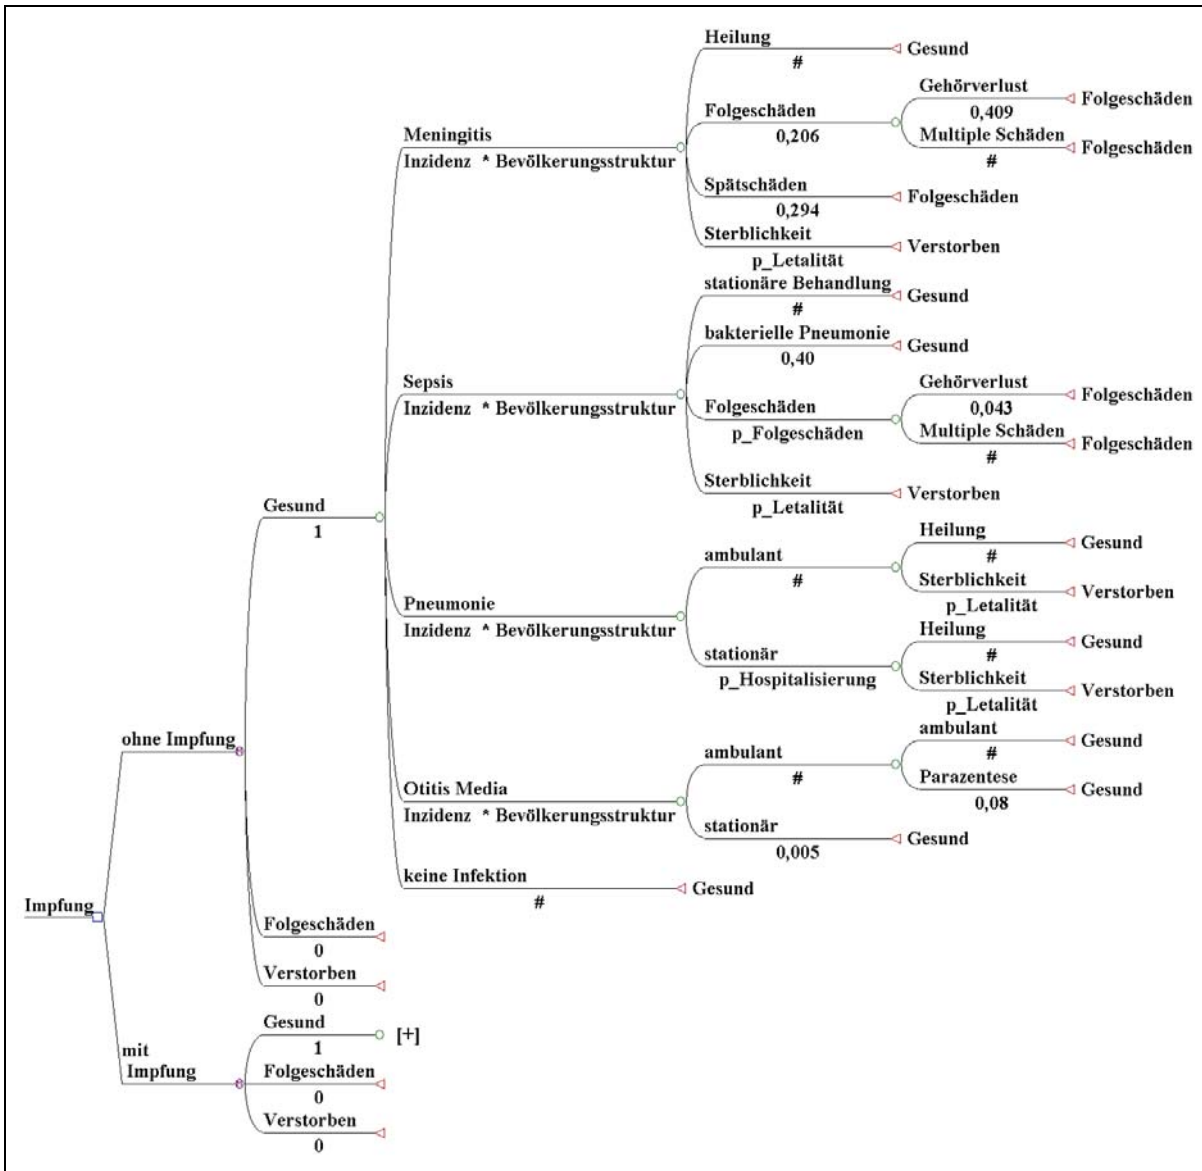 Heilung
#
Gesund
Gehörverlust
0,409
Folgeschäden
Folgeschäden
0,206
Multiple Schäden
#
Folgeschäden
Meningitis
Inzidenz * Bevölkerungsstruktur
Spätschäden
0,294
Folgeschäden
Sterblichkeit
p_Letalität
Verstorben
stationäre Behandlung
#
Gesund
bakterielle Pneumonie
0,40
Gesund
Sepsis
Inzidenz * Bevölkerungsstruktur
Gehörverlust
0,043
Folgeschäden
Folgeschäden
p_Folgeschäden
Multiple Schäden
#
Folgeschäden
Sterblichkeit
p_Letalität
Verstorben
Gesund
1
Heilung
#
Gesund
ambulant
#
Sterblichkeit
p_Letalität
Verstorben
Pneumonie
Inzidenz * Bevölkerungsstruktur
Heilung
#
Gesund
stationär
p_Hospitalisierung
Sterblichkeit
p_Letalität
Verstorben
ohne Impfung
ambulant
#
Gesund
ambulant
#
Parazentese
0,08
Gesund
Otitis Media
Inzidenz * Bevölkerungsstruktur
stationär
0,005
Gesund
keine Infektion
#
Gesund
Impfung
Folgeschäden
0
Verstorben
0
Gesund
1
[+]
mit
Impfung
Folgeschäden
0
Verstorben
0